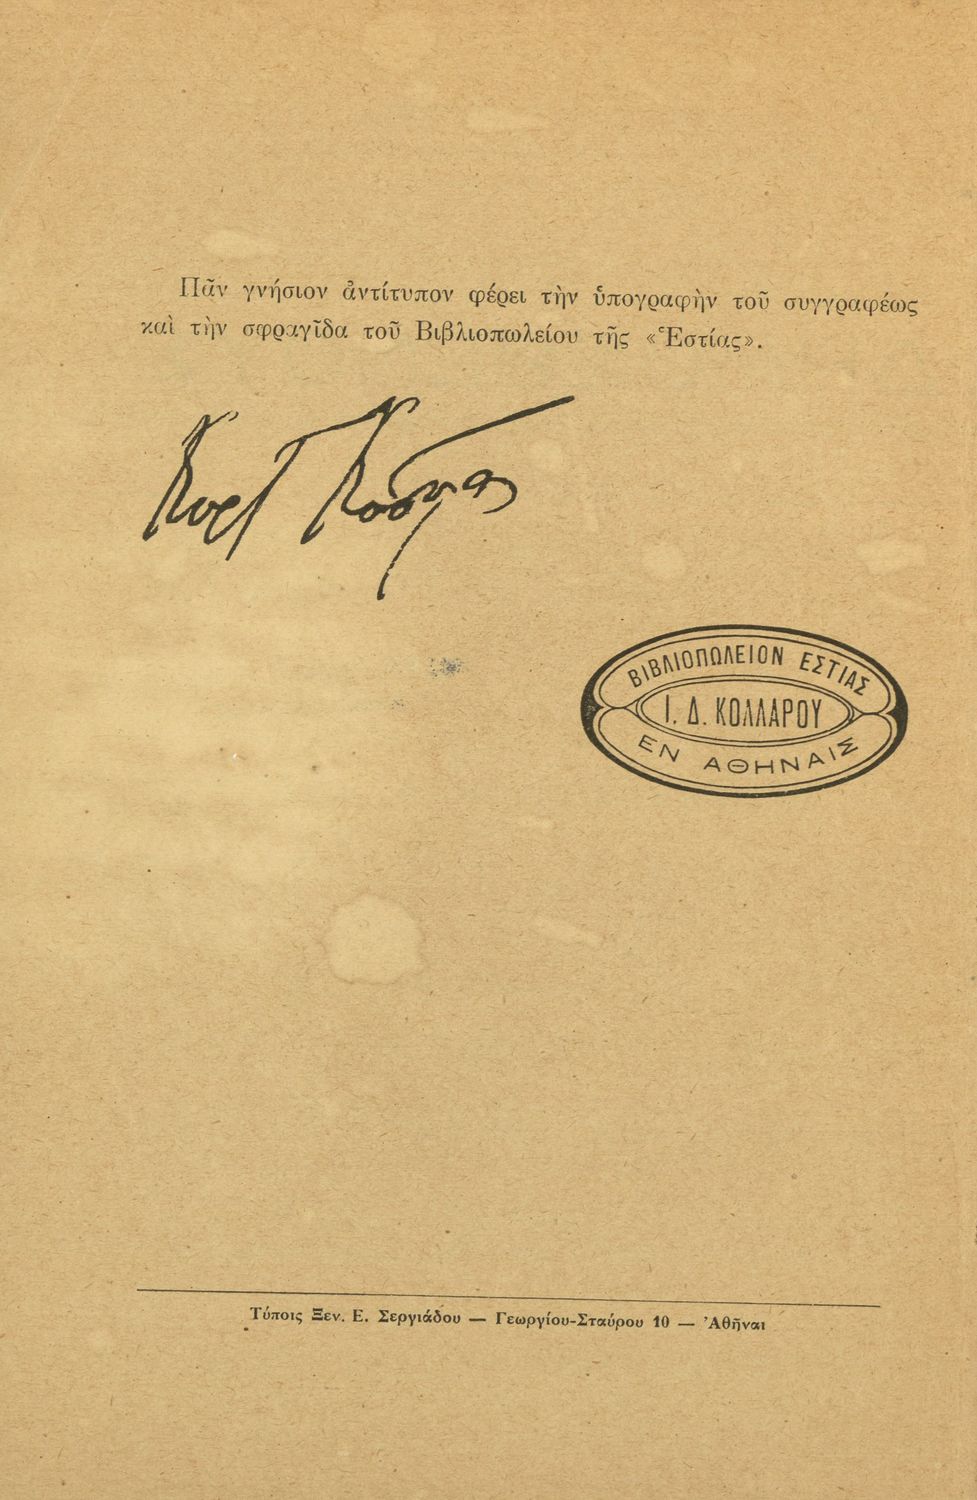 Πᾶν γνήσιον ἀντίτυπον φέρει τὴν ὑπογραφὴν τοῦ συγγραφέως
καὶ τὴν σφραγῖδα τοῦ Βιβλιοπωλείου τῆς «Ἑστίας».
ΒΙΒΛΙΟΠΩΛΕΙΟΝ ΕΣΤΙΑΣ
Ι. Δ. ΚΟΛΛΑΡΟΥ
ΕΝ ΑΘΗΝΑΙΣ
Τύποις Ξεν. Ε. Σεργιάδου — Γεωργίου-Σταύρου 10 — Ἀθῆναι